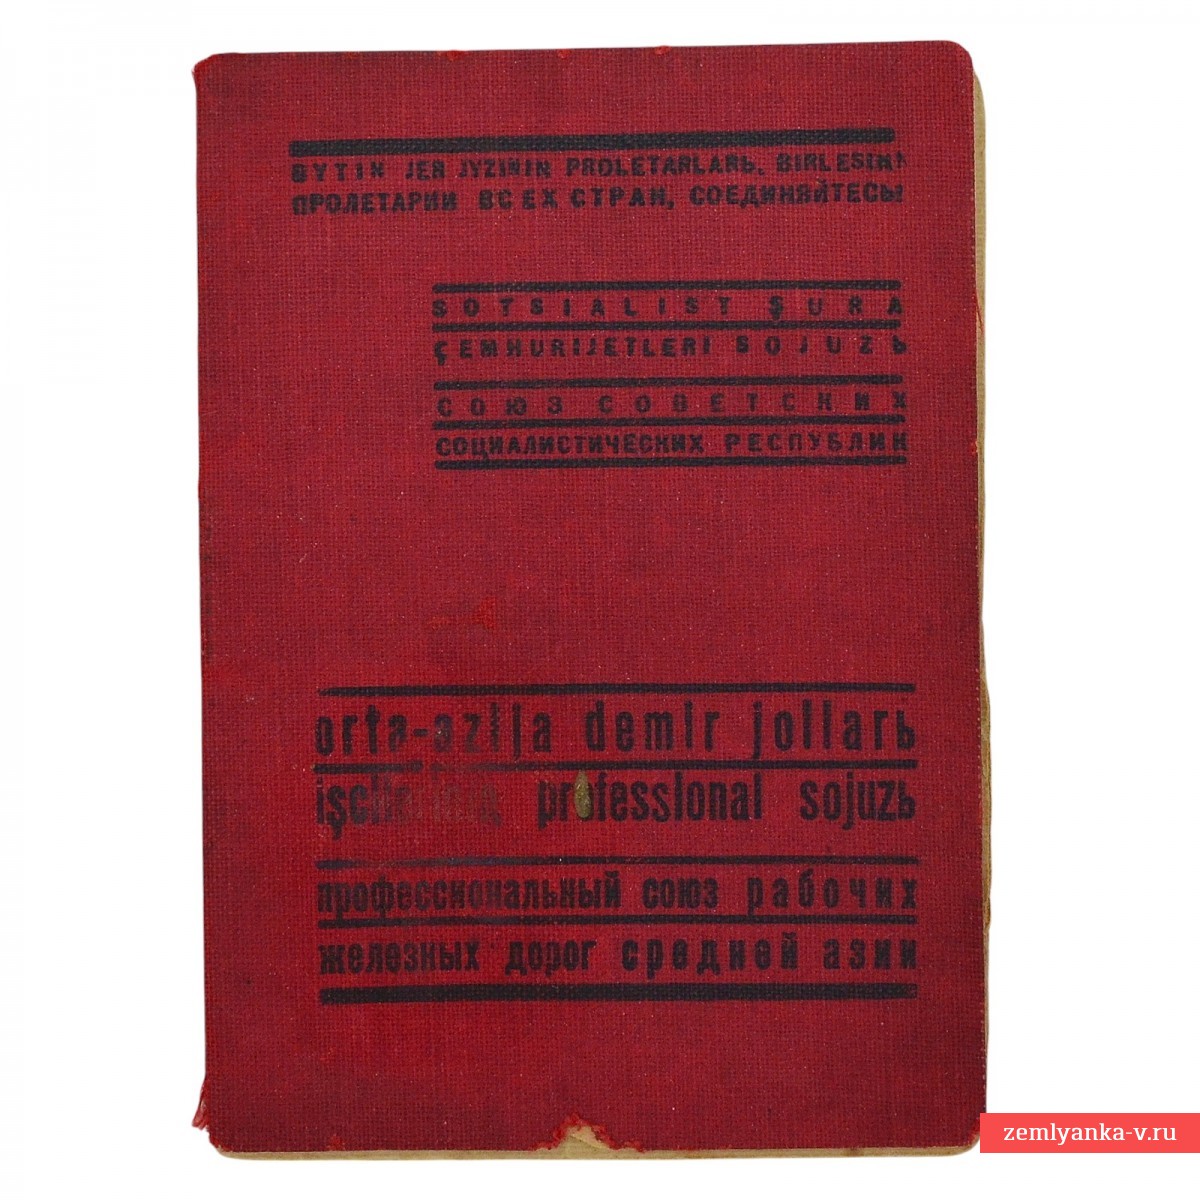 BYTIN JER JYZININ PROLETARLARЬ, BIRLEŞIN!
ПРОЛЕТАРИИ ВСЕХ СТРАН, СОЕДИНЯЙТЕСЬ!
SOTSIALIST ŞURA
ÇEMHURIJETLERI SOJUZЬ
СОЮЗ СОВЕТСКИХ
СОЦИАЛИСТИЧЕСКИХ РЕСПУБЛИК
orta-azija demir jollarь
professional sojuzь
профессиональный союз рабочих
железных дорог средней азии
zemlyanka-v.ru